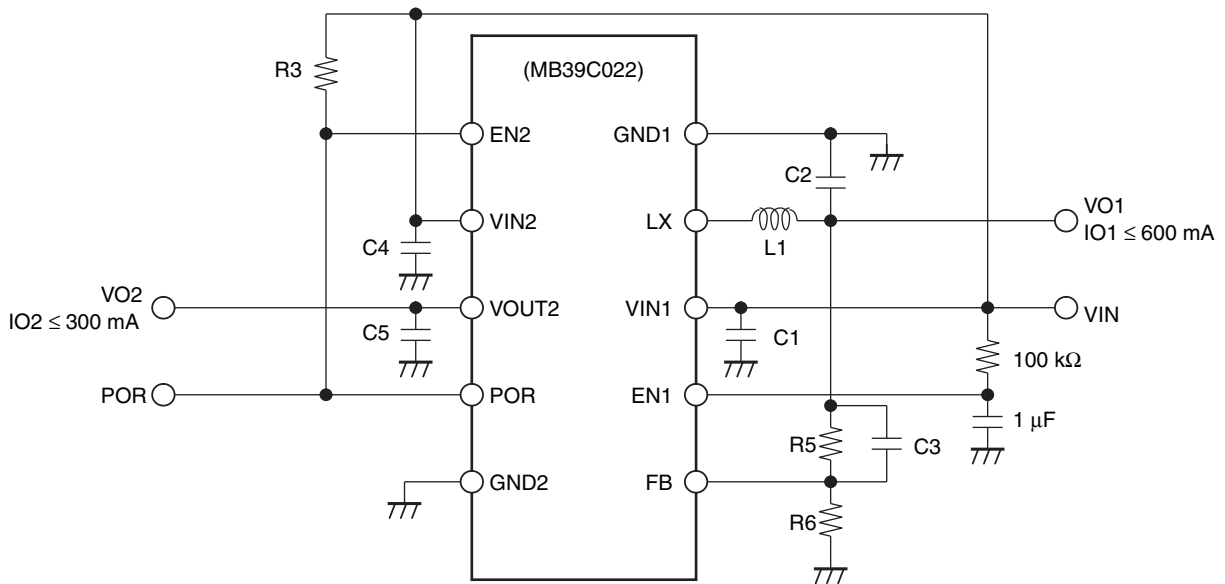 R3
(MB39C022)
EN2
GND1
C2
VIN2
LX
VO1
IO1 ≤ 600 mA
C4
L1
VO2
IO2 ≤ 300 mA
VOUT2
VIN1
VIN
C5
C1
100 kΩ
POR
POR
EN1
1 μF
R5
C3
GND2
FB
R6